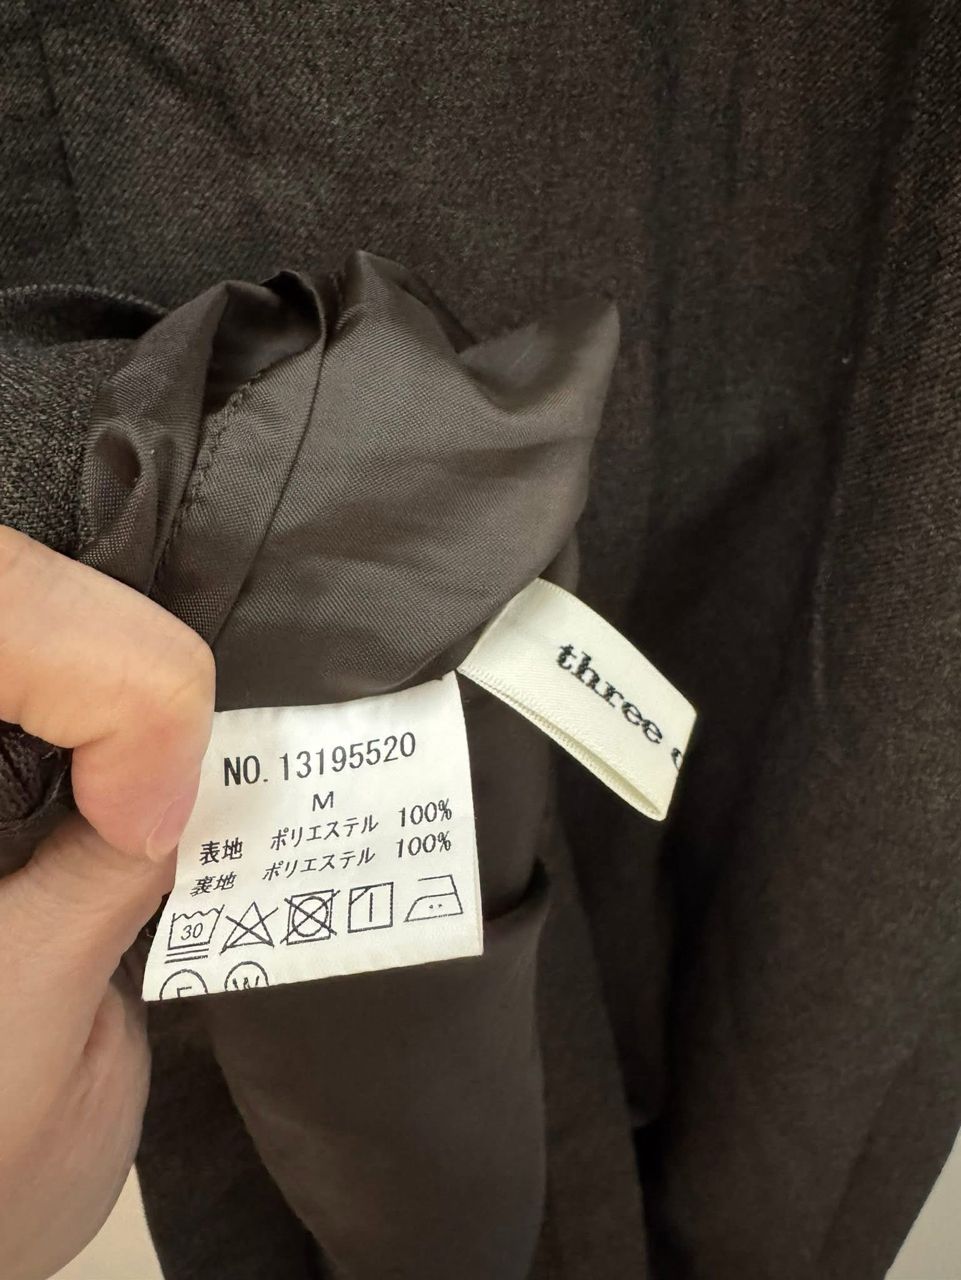 NO. 13195520
M
表地 ポリエステル 100%
裏地 ポリエステル 100%
30
W
three